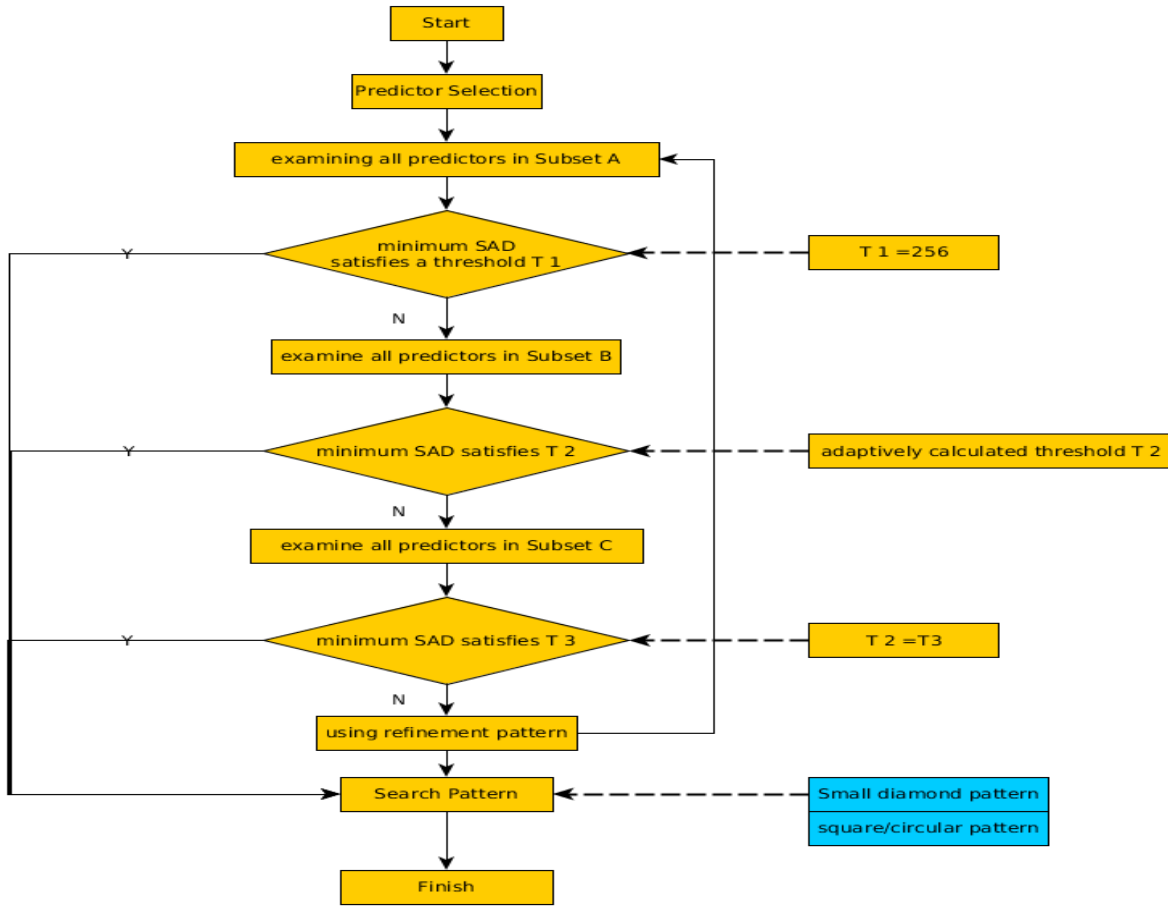 Start
Predictor Selection
examining all predictors in Subset A
minimum SAD
satisfies a threshold T 1
Y
T 1 =256
N
examine all predictors in Subset B
minimum SAD satisfies T 2
Y
adaptively calculated threshold T 2
N
examine all predictors in Subset C
minimum SAD satisfies T 3
Y
T 2 =T3
N
using refinement pattern
Search Pattern
Small diamond pattern
square/circular pattern
Finish